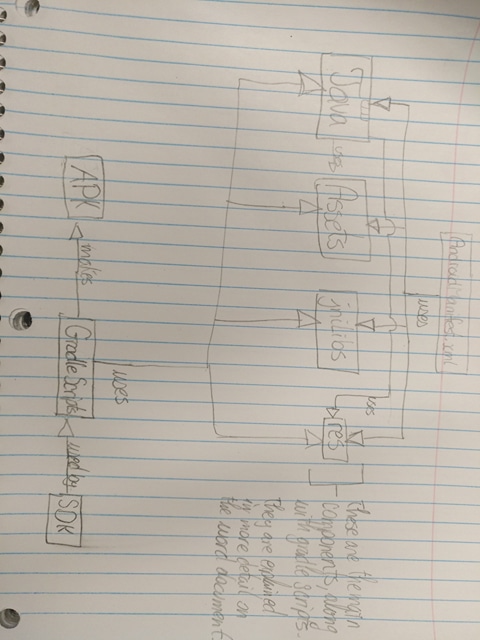 AndroidManifest.xml
uses
Java
uses
Assets
jniLibs
uses
res
These are the main
components, along
with gradle scripts.
They are explained
in more detail on
the word document.
uses
APK
makes
Gradle Scripts
used by
SDK